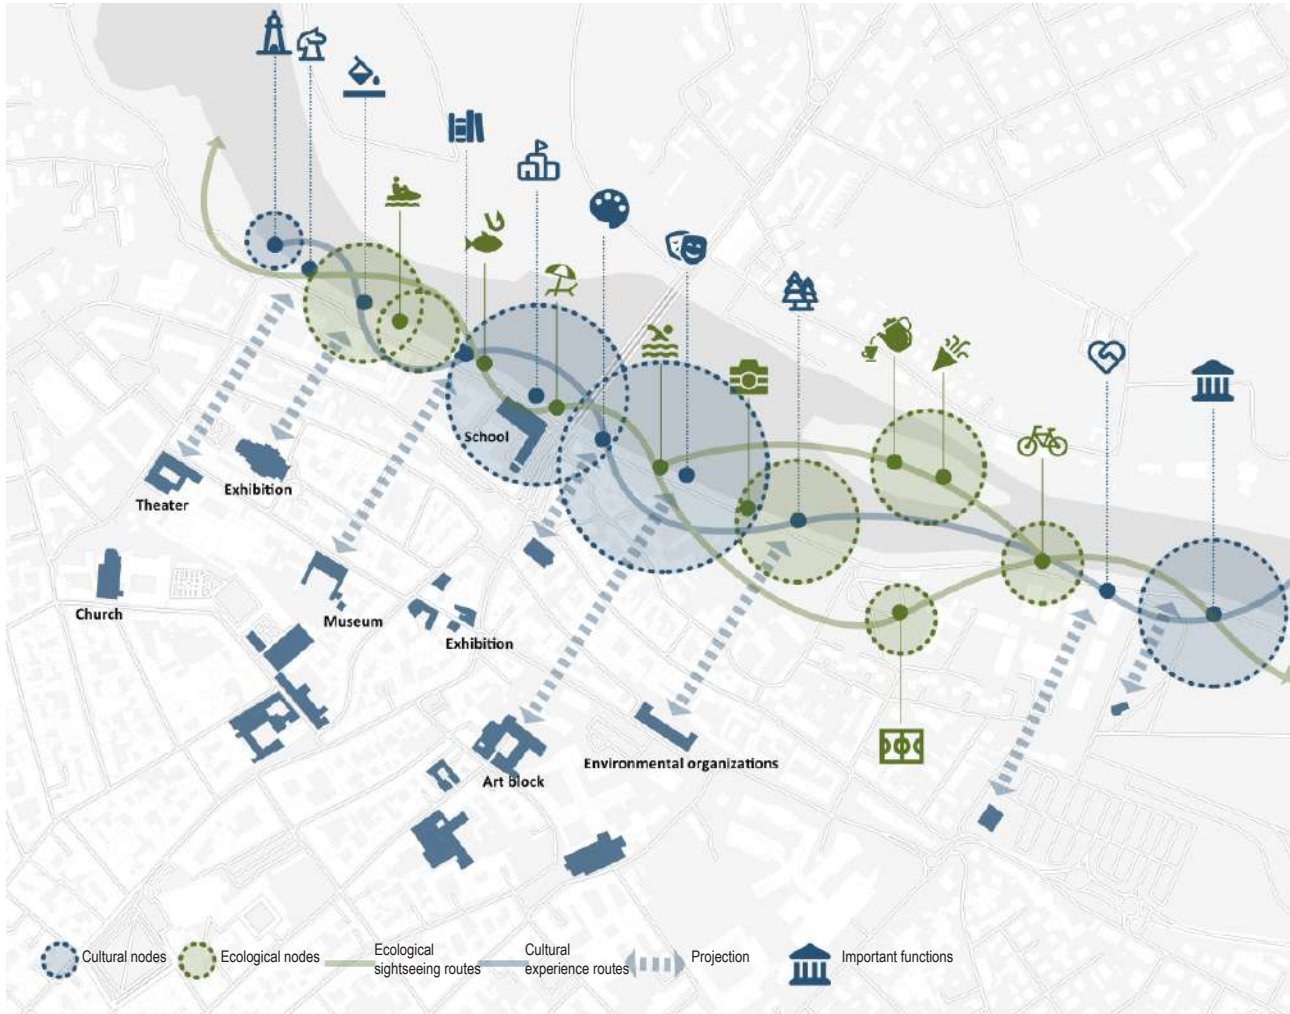 School
Exhibition
Theater
Church
Museum
Exhibition
Environmental organizations
Art block
Cultural nodes
Ecological nodes
Ecological
sightseeing routes
Cultural
experience routes
Projection
Important functions